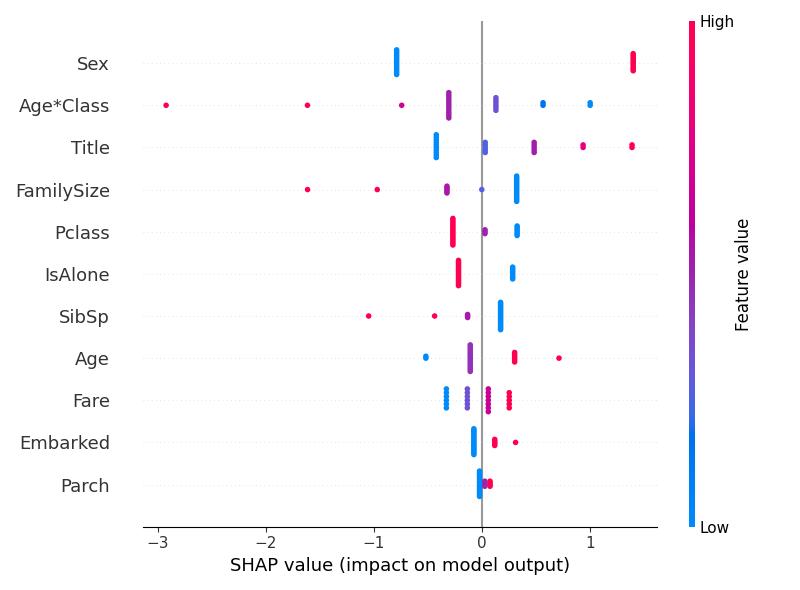 High
Sex
Age*Class
Title
FamilySize
Pclass
IsAlone
SibSp
Age
Fare
Embarked
Parch
Feature value
Low
−3 −2 −1 0 1
SHAP value (impact on model output)